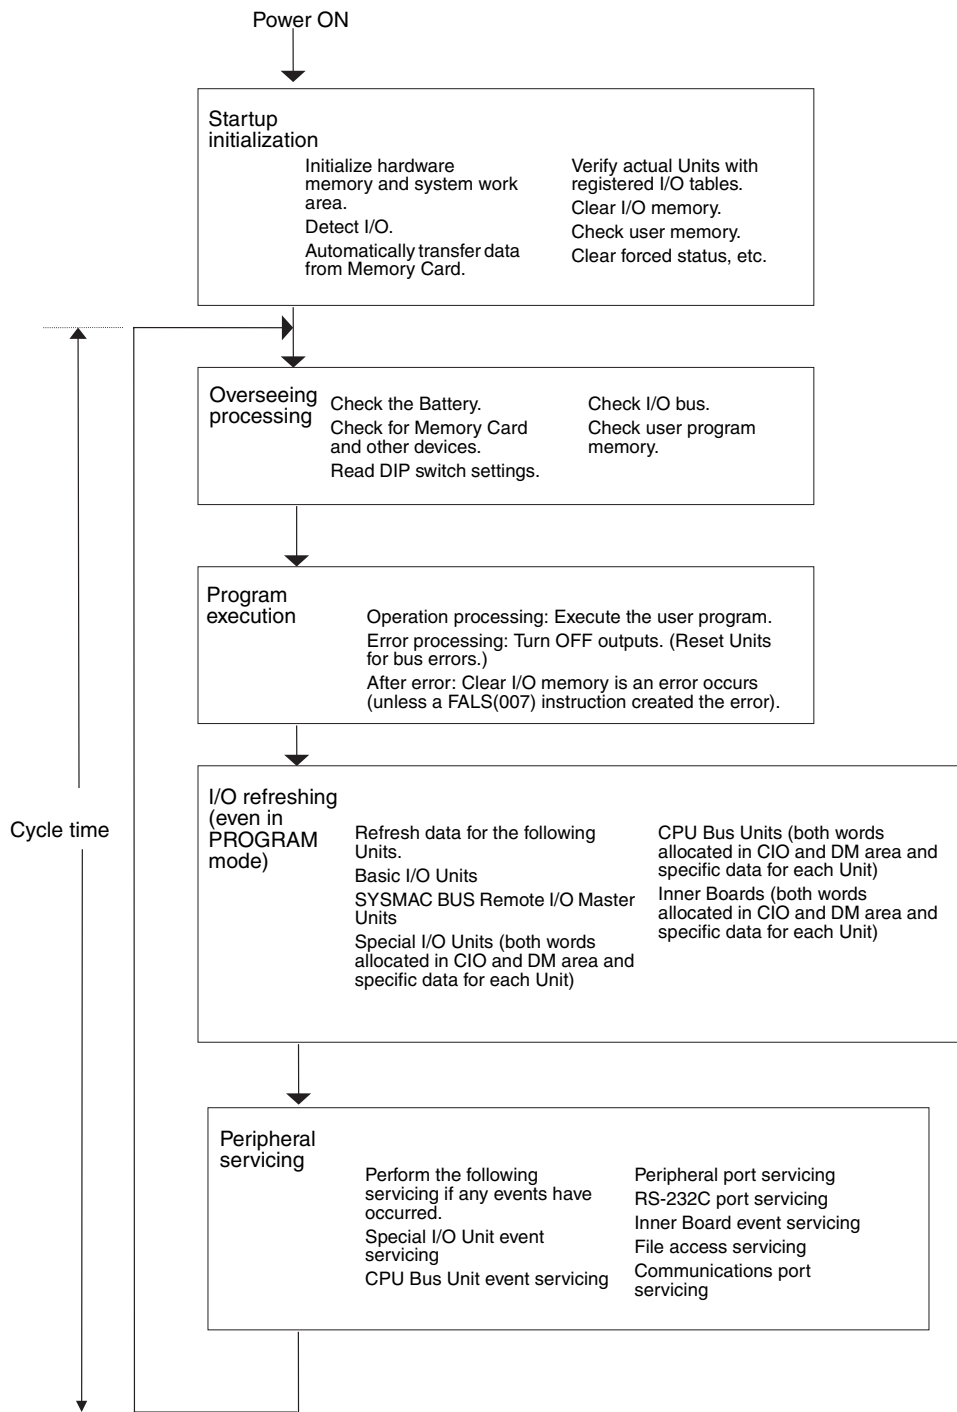 Power ON
Startup
initialization
Initialize hardware
memory and system work
area.
Detect I/O.
Automatically transfer data
from Memory Card.
Verify actual Units with
registered I/O tables.
Clear I/O memory.
Check user memory.
Clear forced status, etc.
Overseeing
processing
Check the Battery.
Check for Memory Card
and other devices.
Read DIP switch settings.
Check I/O bus.
Check user program
memory.
Program
execution
Operation processing: Execute the user program.
Error processing: Turn OFF outputs. (Reset Units
for bus errors.)
After error: Clear I/O memory is an error occurs
(unless a FALS(007) instruction created the error).
Cycle time
I/O refreshing
(even in
PROGRAM
mode)
Refresh data for the following
Units.
Basic I/O Units
SYSMAC BUS Remote I/O Master
Units
Special I/O Units (both words
allocated in CIO and DM area and
specific data for each Unit)
CPU Bus Units (both words
allocated in CIO and DM area and
specific data for each Unit)
Inner Boards (both words
allocated in CIO and DM area and
specific data for each Unit)
Peripheral
servicing
Perform the following
servicing if any events have
occurred.
Special I/O Unit event
servicing
CPU Bus Unit event servicing
Peripheral port servicing
RS-232C port servicing
Inner Board event servicing
File access servicing
Communications port
servicing